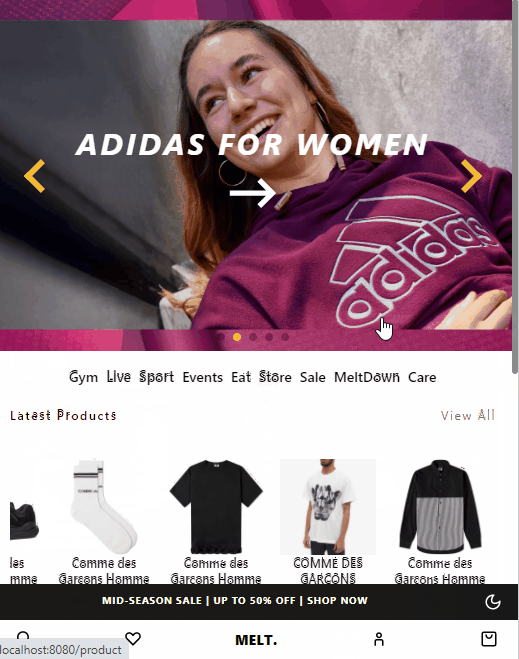 ADIDAS FOR WOMEN
adidas
Gym Live Sport Events Eat Store Sale MeltDown Care
Latest Products
View All
COMME
les Comme des Comme des COMME DES Comme des
mme Garcons Homme Garcons Homme GARCONS Garcons Homme
MID-SEASON SALE | UP TO 50% OFF | SHOP NOW
MELT.
localhost:8080/product